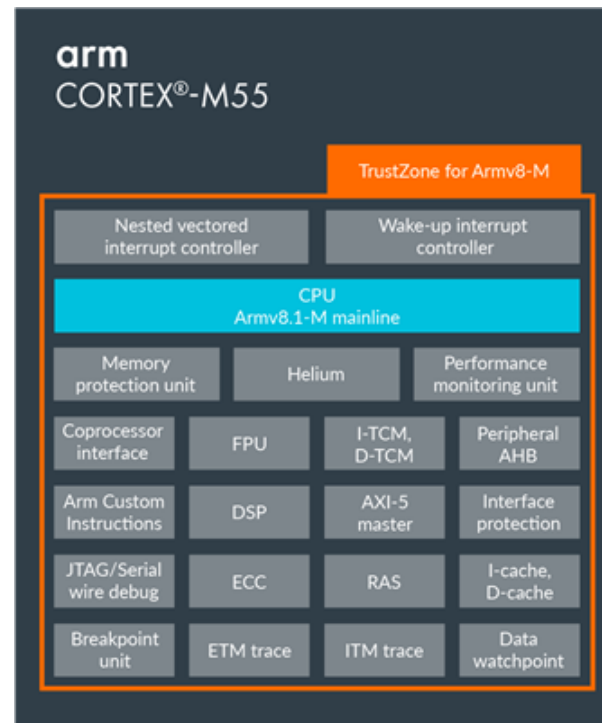 arm
CORTEX®-M55
TrustZone for Armv8-M
Nested vectored
interrupt controller
Wake-up interrupt
controller
CPU
Armv8.1-M mainline
Memory
protection unit
Helium
Performance
monitoring unit
Coprocessor
interface
FPU
I-TCM,
D-TCM
Peripheral
AHB
Arm Custom
Instructions
DSP
AXI-5
master
Interface
protection
JTAG/Serial
wire debug
ECC
RAS
I-cache,
D-cache
Breakpoint
unit
ETM trace
ITM trace
Data
watchpoint